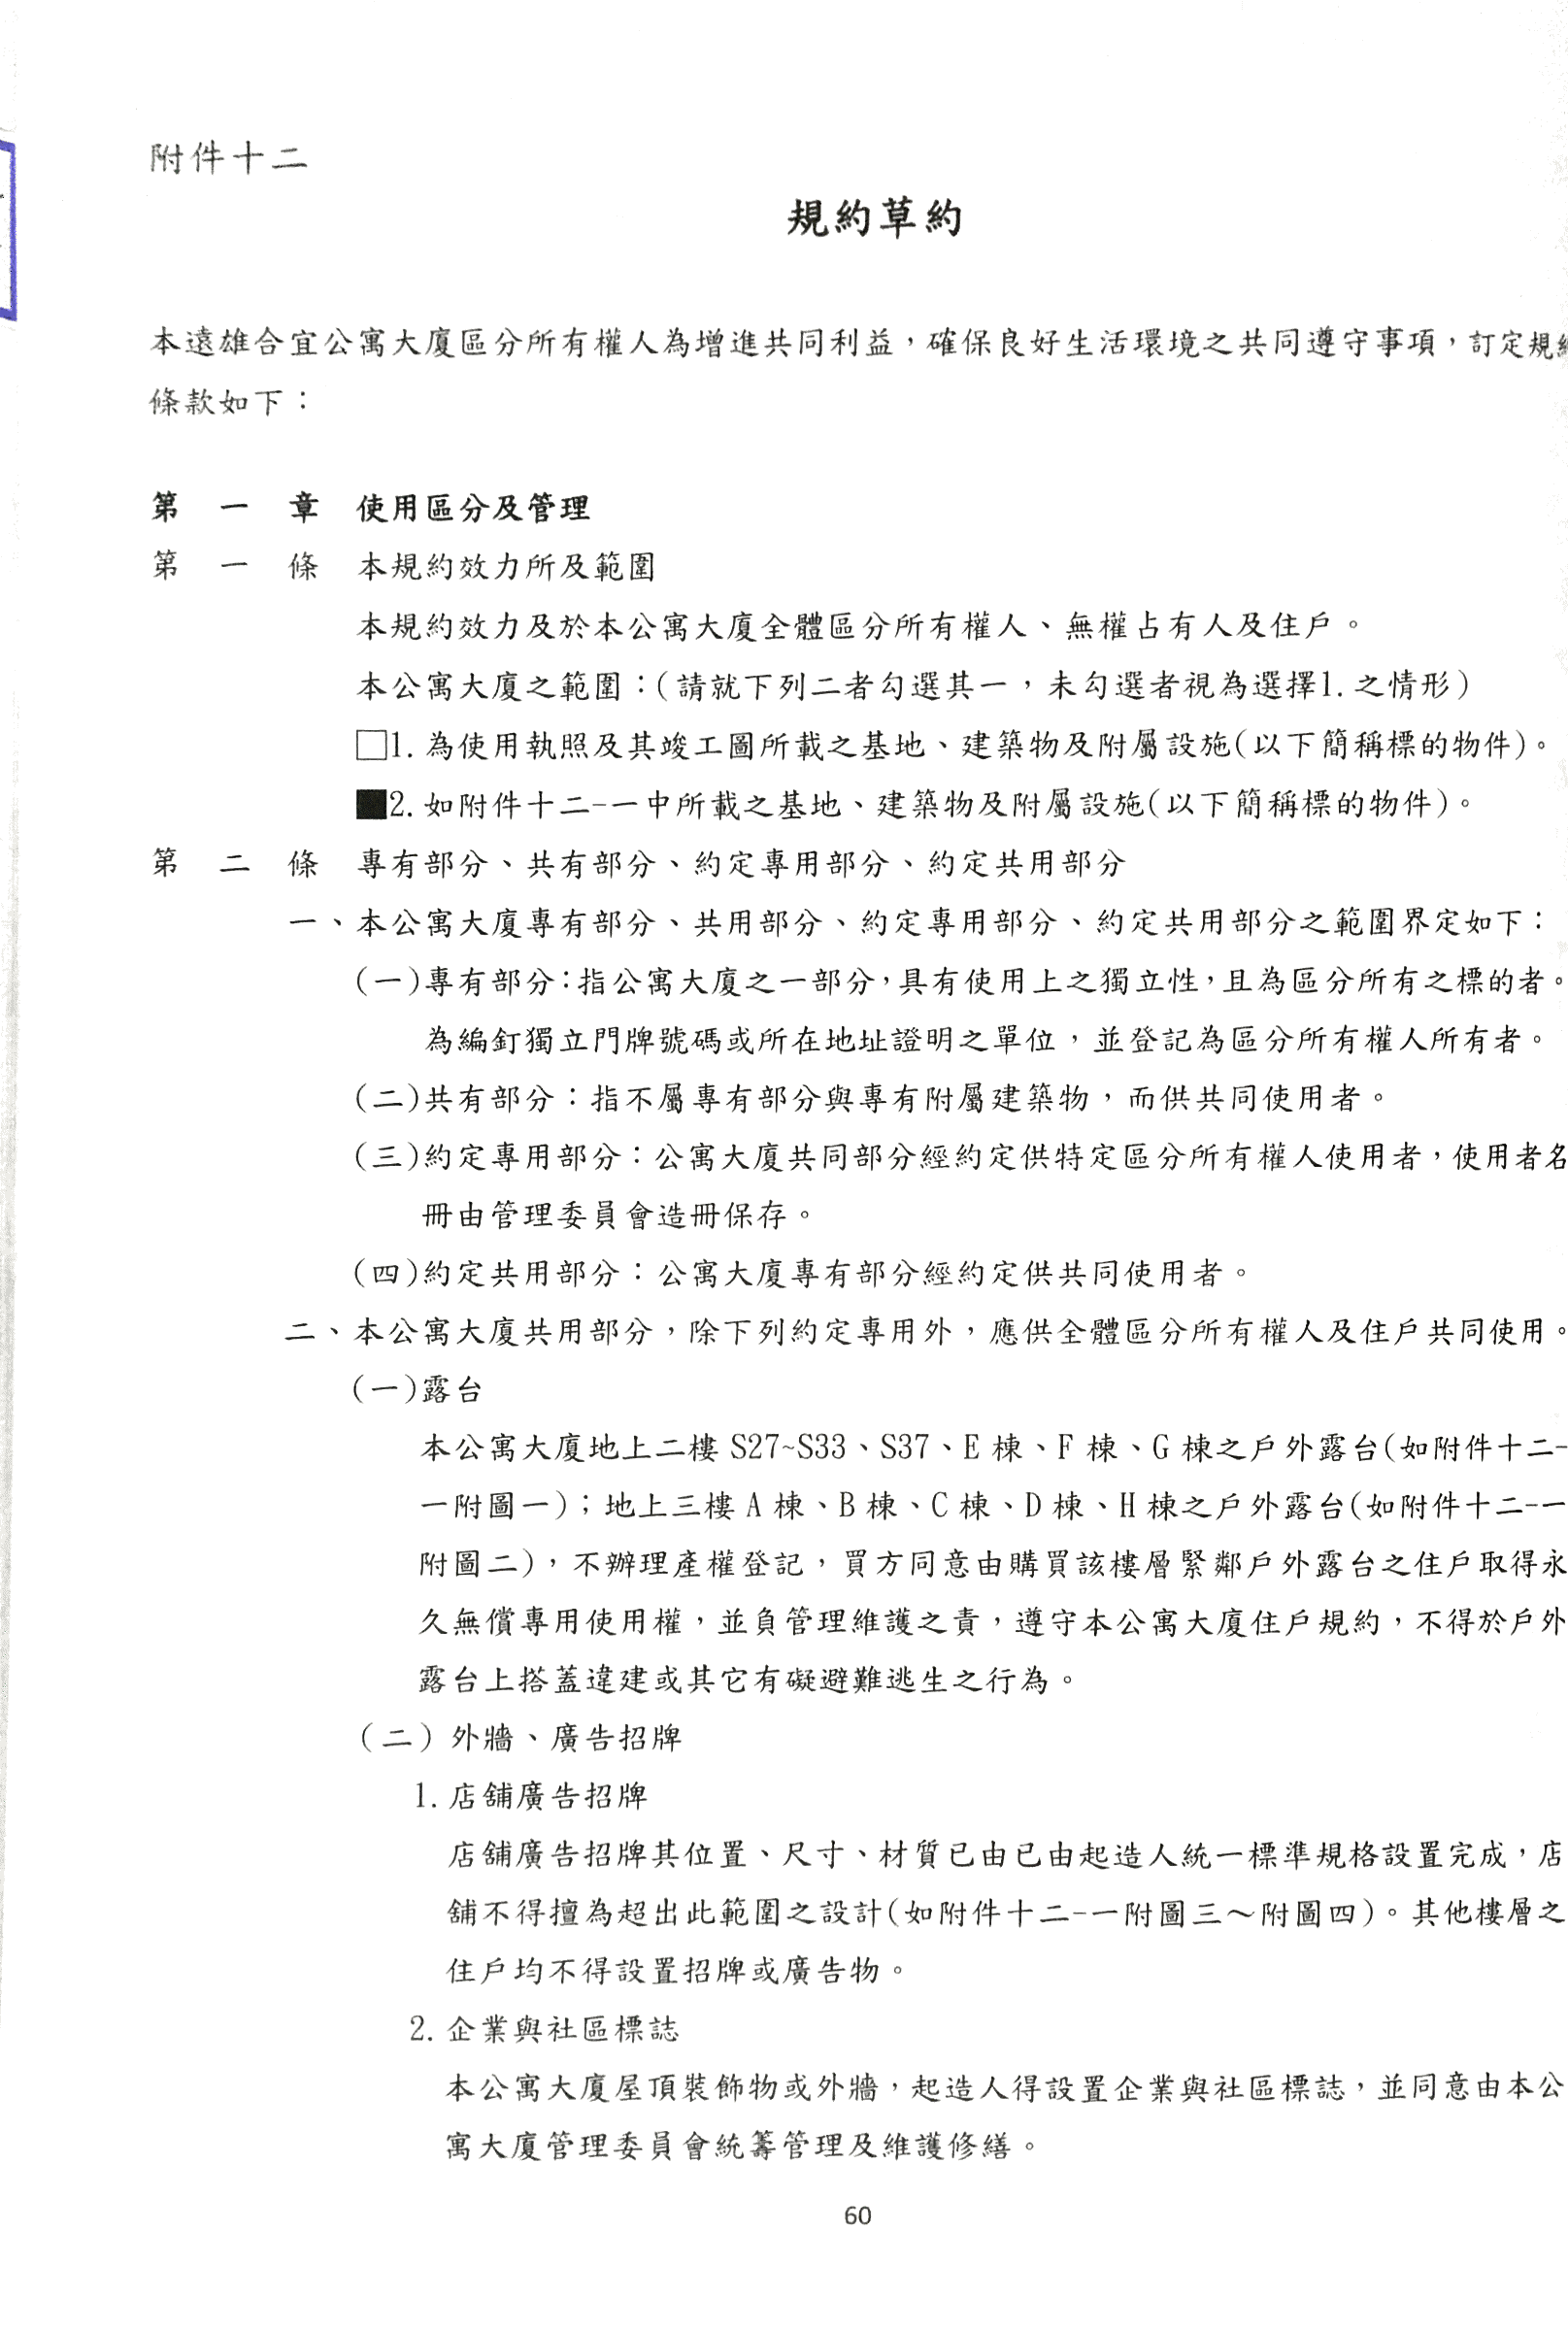 附件十二
規約草約
本遠雄合宜公寓大廈區分所有權人為增進共同利益，確保良好生活環境之共同遵守事項，訂定規約
條款如下：
第一章 使用區分及管理
第一條 本規約效力所及範圍
本規約效力及於本公寓大廈全體區分所有權人、無權占有人及住戶。
本公寓大廈之範圍：(請就下列二者勾選其一，未勾選者視為選擇1.之情形)
□1.為使用執照及其竣工圖所載之基地、建築物及附屬設施(以下簡稱標的物件)。
■2.如附件十二-一中所載之基地、建築物及附屬設施(以下簡稱標的物件)。
第二條 專有部分、共有部分、約定專用部分、約定共用部分
一、本公寓大廈專有部分、共用部分、約定專用部分、約定共用部分之範圍界定如下：
(一)專有部分：指公寓大廈之一部分，具有使用上之獨立性，且為區分所有之標的者。
為編釘獨立門牌號碼或所在地址證明之單位，並登記為區分所有權人所有者。
(二)共有部分：指不屬專有部分與專有附屬建築物，而供共同使用者。
(三)約定專用部分：公寓大廈共同部分經約定供特定區分所有權人使用者，使用者名
冊由管理委員會造冊保存。
(四)約定共用部分：公寓大廈專有部分經約定供共同使用者。
二、本公寓大廈共用部分，除下列約定專用外，應供全體區分所有權人及住戶共同使用。
(一)露台
本公寓大廈地上二樓 S27~S33、S37、E 棟、F 棟、G 棟之戶外露台(如附件十二-
一附圖一)；地上三樓 A 棟、B 棟、C 棟、D 棟、H 棟之戶外露台(如附件十二-一
附圖二)，不辦理產權登記，買方同意由購買該樓層緊鄰戶外露台之住戶取得永
久無償專用使用權，並負管理維護之責，遵守本公寓大廈住戶規約，不得於戶外
露台上搭蓋違建或其它有礙避難逃生之行為。
(二) 外牆、廣告招牌
1.店舖廣告招牌
店舖廣告招牌其位置、尺寸、材質已由已由起造人統一標準規格設置完成，店
舖不得擅為超出此範圍之設計(如附件十二-一附圖三～附圖四)。其他樓層之
住戶均不得設置招牌或廣告物。
2.企業與社區標誌
本公寓大廈屋頂裝飾物或外牆，起造人得設置企業與社區標誌，並同意由本公
寓大廈管理委員會統籌管理及維護修繕。
60